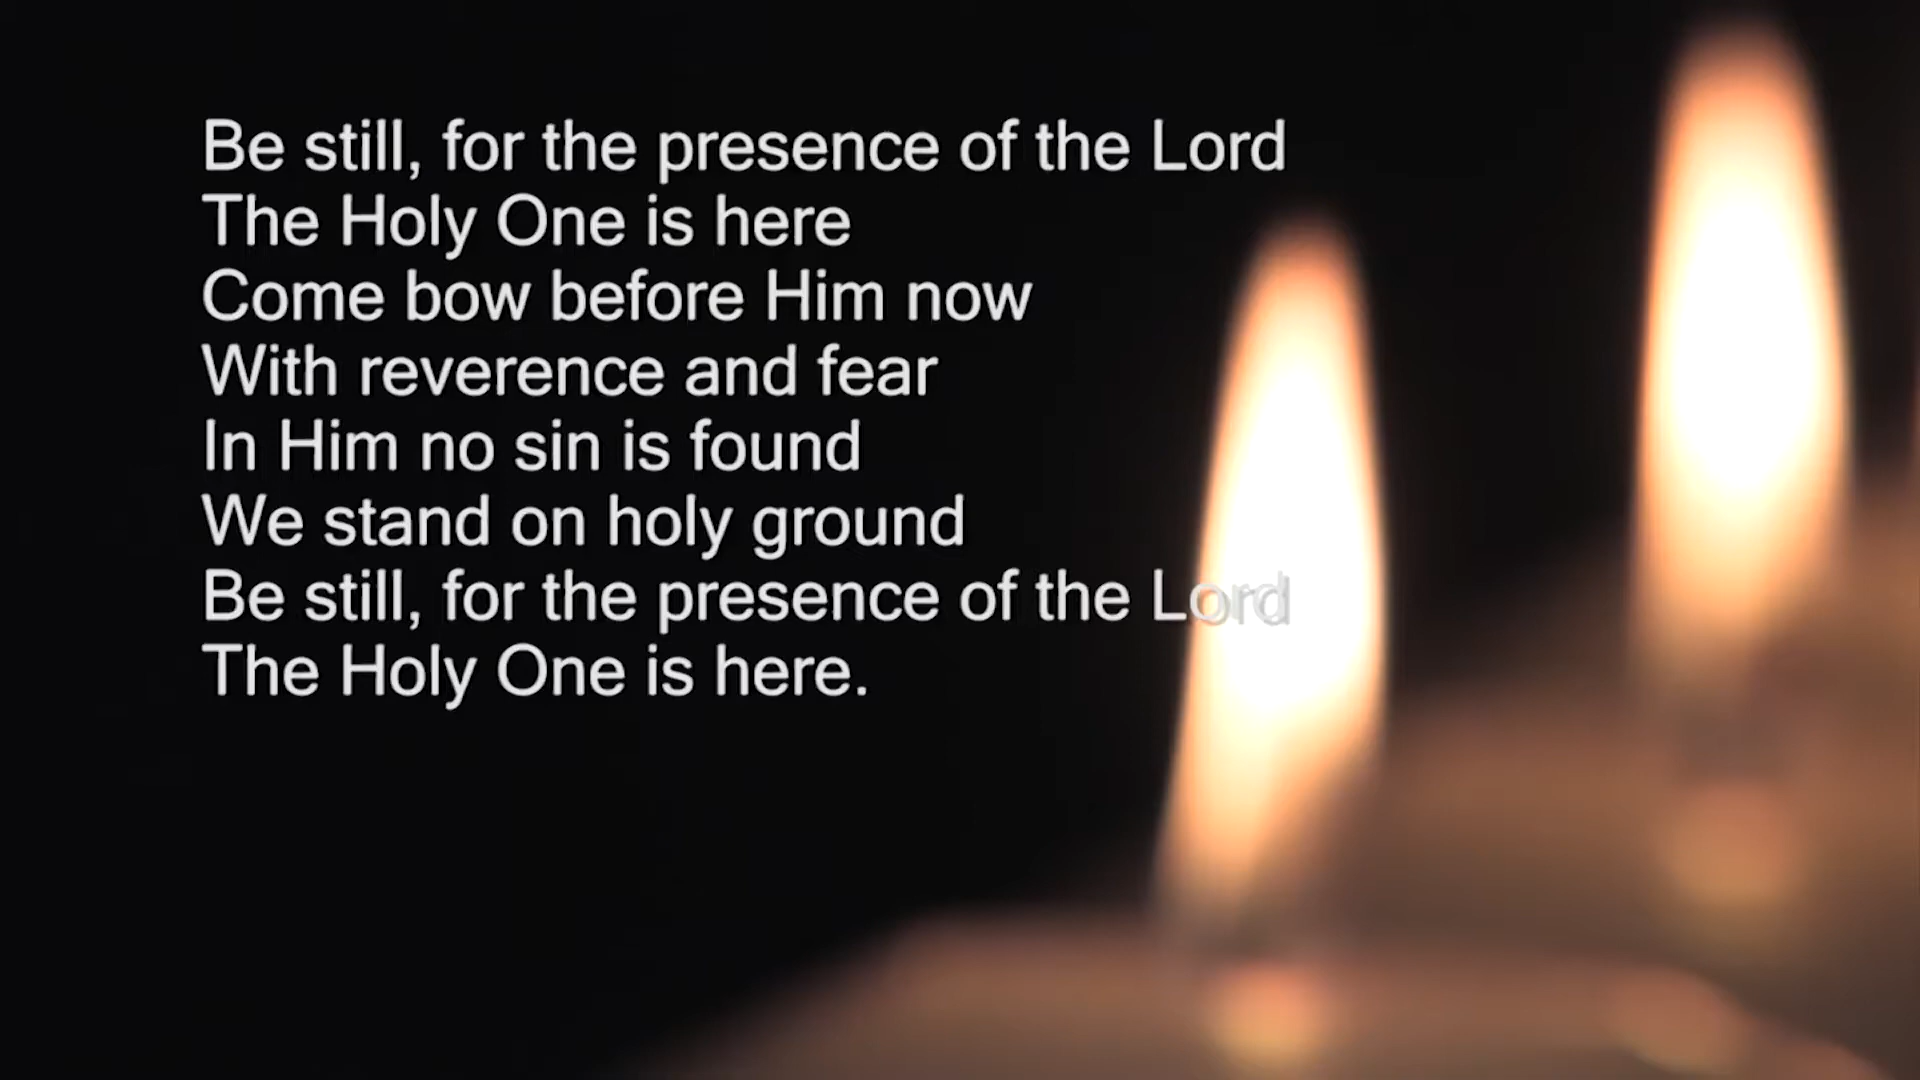 Be still, for the presence of the Lord
The Holy One is here
Come bow before Him now
With reverence and fear
In Him no sin is found
We stand on holy ground
Be still, for the presence of the Lord
The Holy One is here.